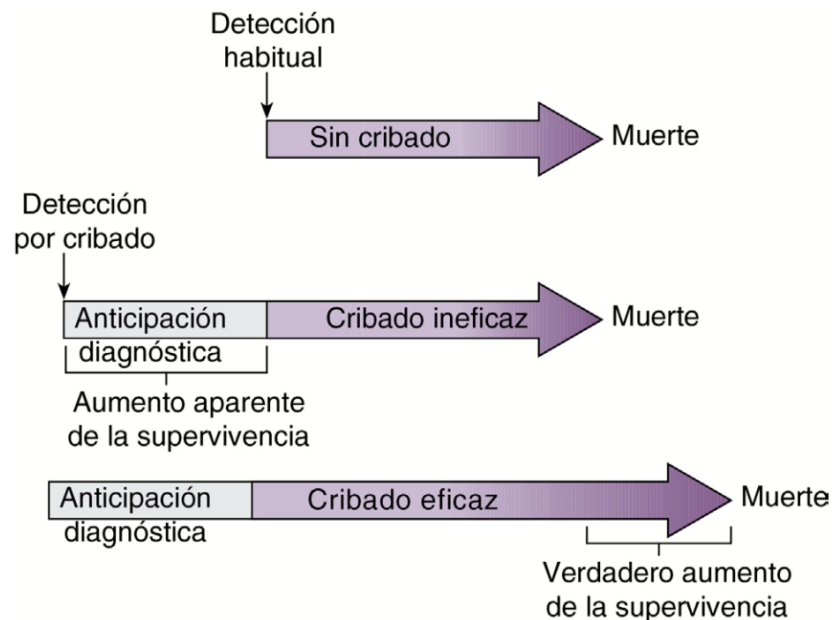 Detección
habitual
Sin cribado
Muerte
Detección
por cribado
Anticipación
diagnóstica
Cribado ineficaz
Muerte
Aumento aparente
de la supervivencia
Anticipación
diagnóstica
Cribado eficaz
Muerte
Verdadero aumento
de la supervivencia